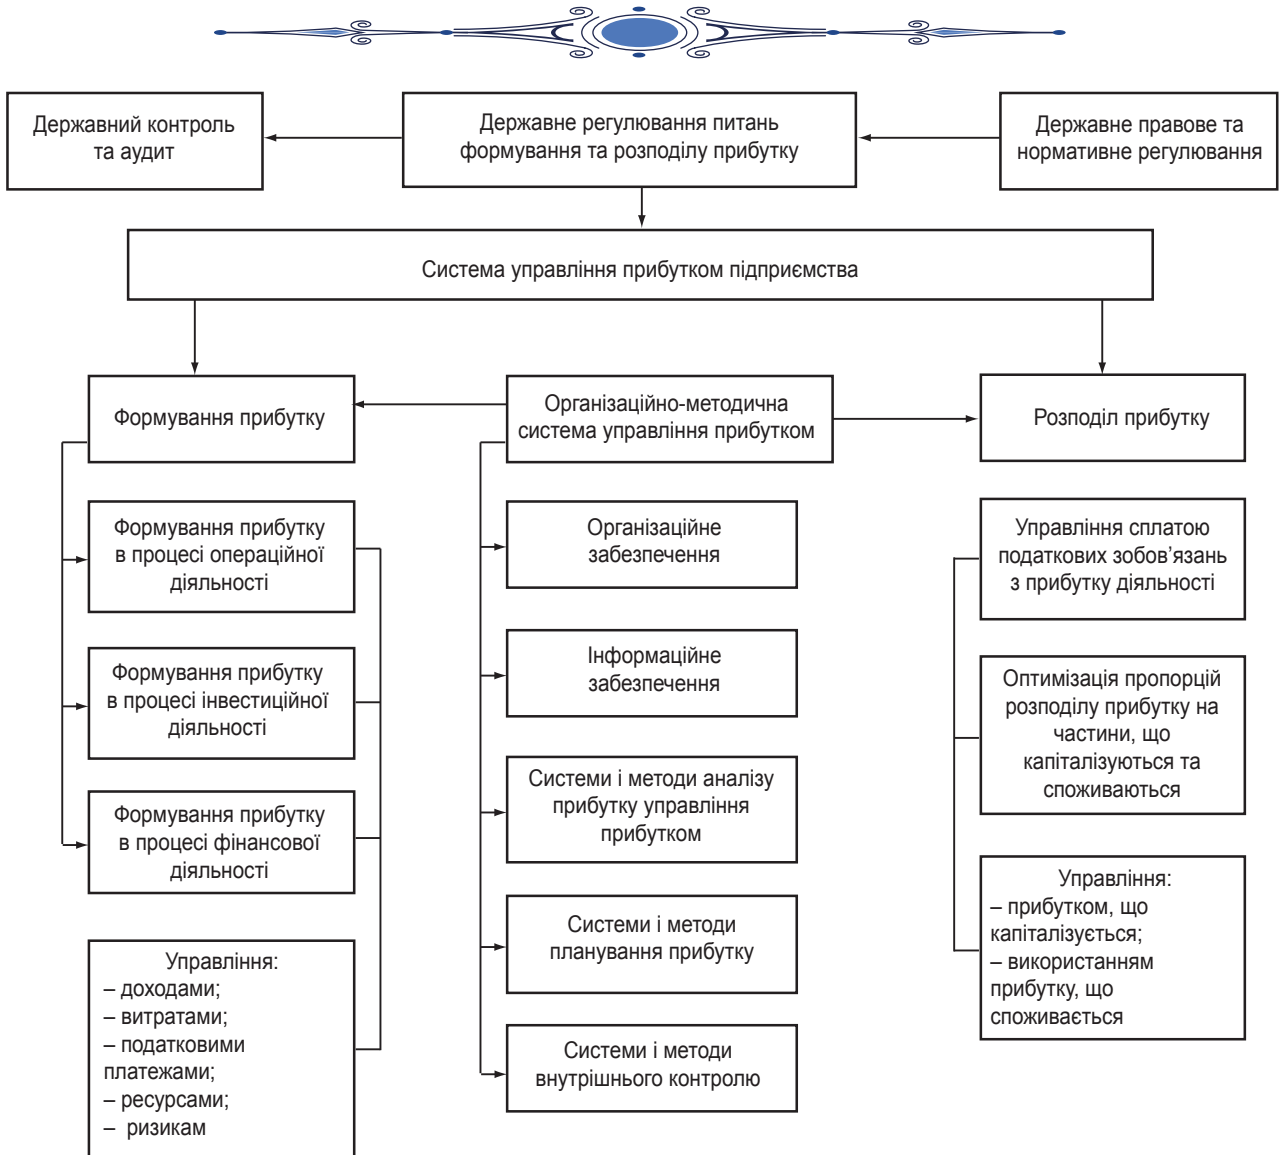 Державний контроль
та аудит
Державне регулювання питань
формування та розподілу прибутку
Державне правове та
нормативне регулювання
Система управління прибутком підприємства
Формування прибутку
Організаційно-методична
система управління прибутком
Розподіл прибутку
Формування прибутку
в процесі операційної
діяльності
Формування прибутку
в процесі інвестиційної
діяльності
Формування прибутку
в процесі фінансової
діяльності
Управління:
– доходами;
– витратами;
– податковими
платежами;
– ресурсами;
– ризикам
Організаційне
забезпечення
Інформаційне
забезпечення
Системи і методи аналізу
прибутку управління
прибутком
Системи і методи
планування прибутку
Системи і методи
внутрішнього контролю
Управління сплатою
податкових зобов’язань
з прибутку діяльності
Оптимізація пропорцій
розподілу прибутку на
частини, що
капіталізуються та
споживаються
Управління:
– прибутком, що
капіталізується;
– використанням
прибутку, що
споживається